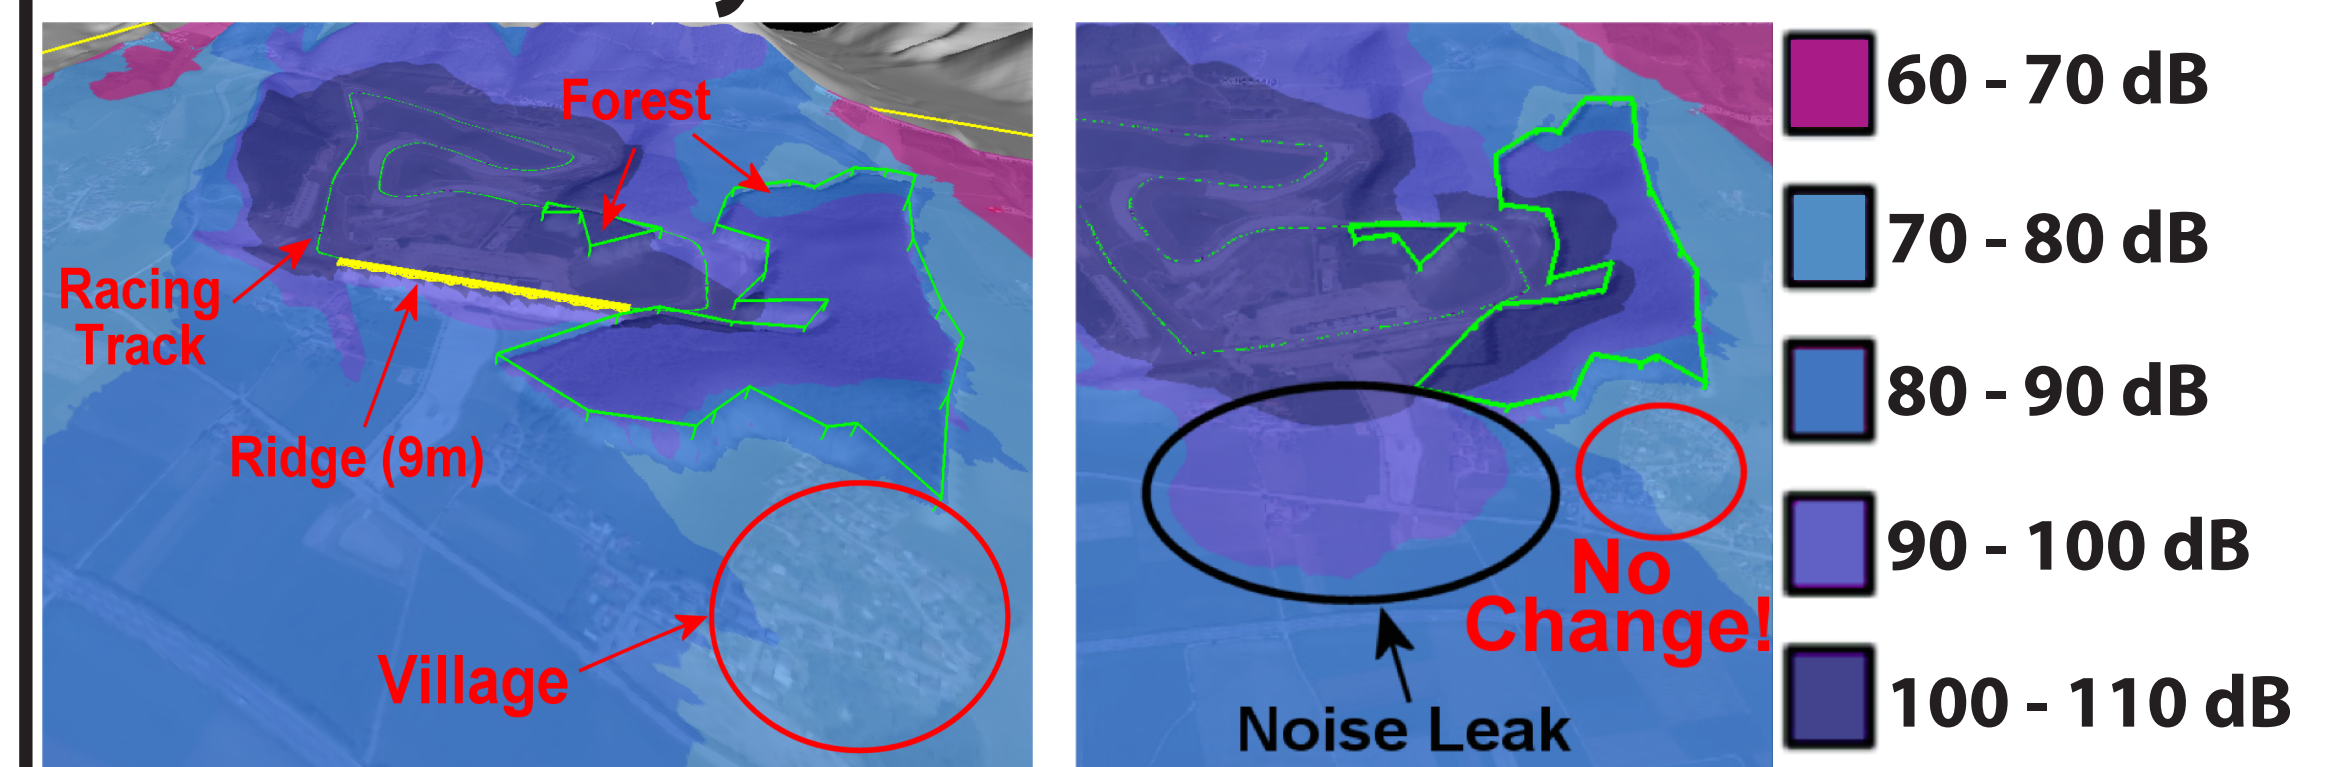 Forest
Racing
Track
Ridge (9m)
Village
No
Change!
Noise Leak
60 - 70 dB
70 - 80 dB
80 - 90 dB
90 - 100 dB
100 - 110 dB